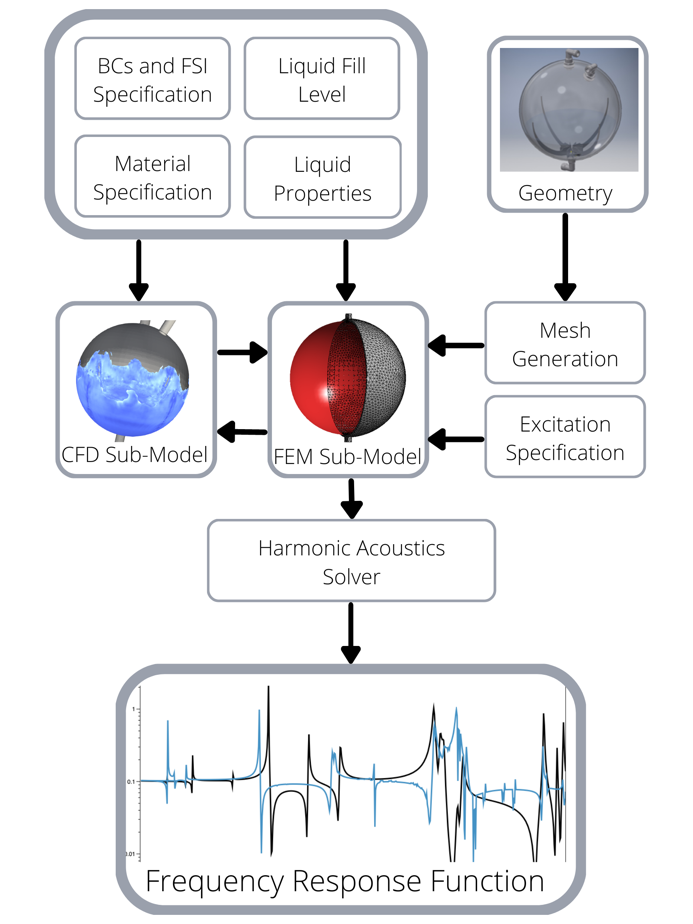 BCs and FSI
Specification
Liquid Fill
Level
Material
Specification
Liquid
Properties
Geometry
Mesh
Generation
Excitation
Specification
CFD Sub-Model
FEM Sub-Model
Harmonic Acoustics
Solver
1
0.1
0.01
Frequency Response Function